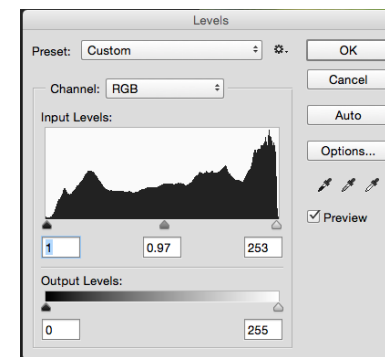 Levels
Preset: Custom
OK
Channel: RGB
Cancel
Input Levels:
Auto
Options...
Preview
1 0.97 253
Output Levels:
0 255